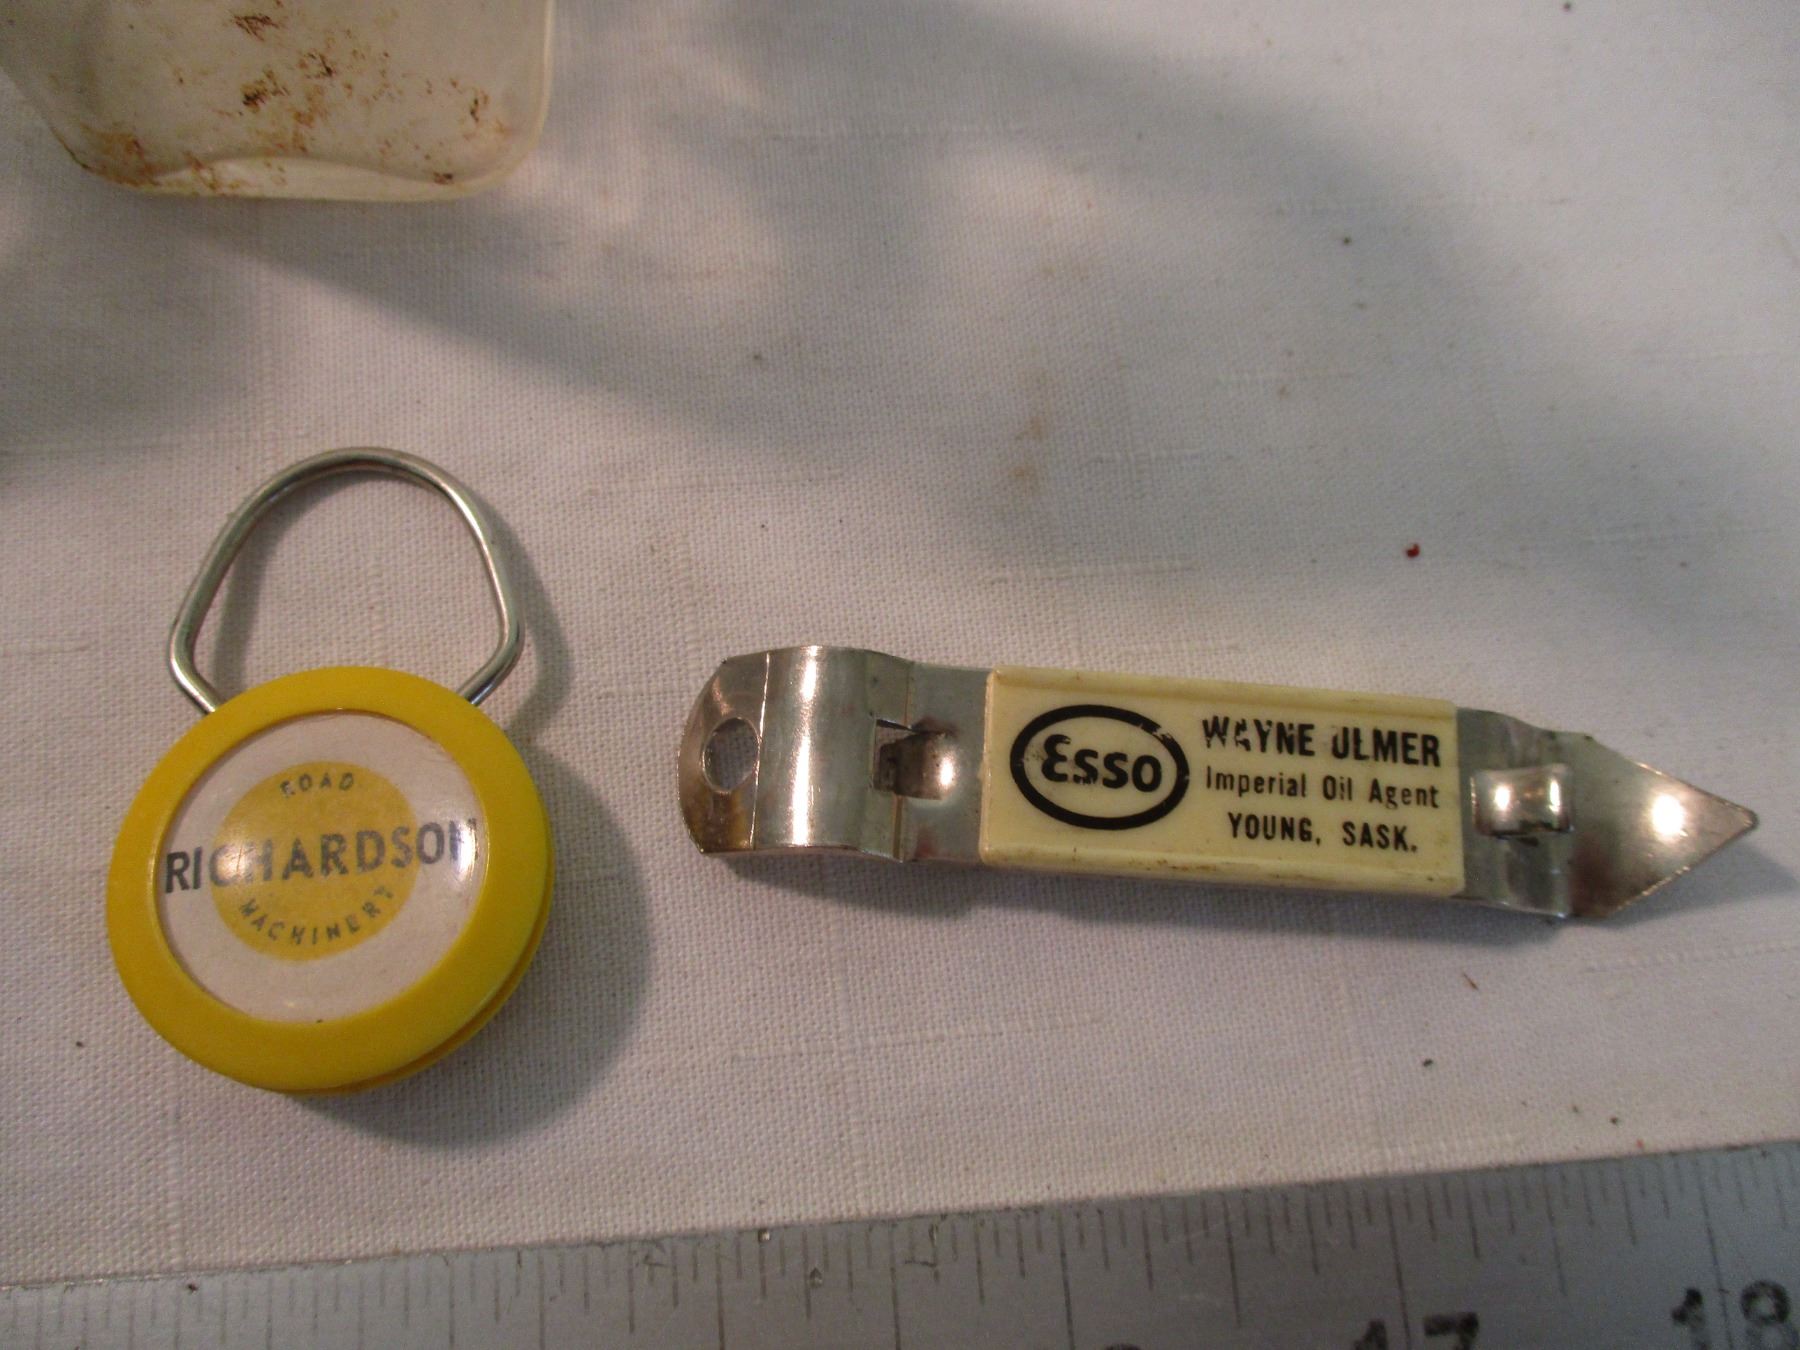 ROAD
RICHARDSON
MACHINERY
Esso
WAYNE ULMER
Imperial Oil Agent
YOUNG, SASK.
17
18